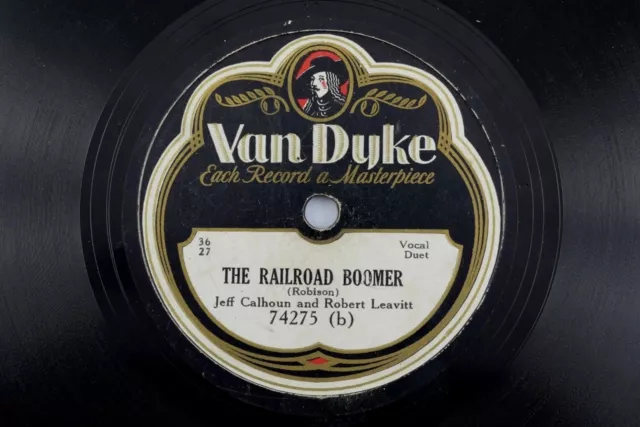 Van Dyke
Each Record a Masterpiece
36
27
Vocal
Duet
THE RAILROAD BOOMER
(Robison)
Jeff Calhoun and Robert Leavitt
74275 (b)